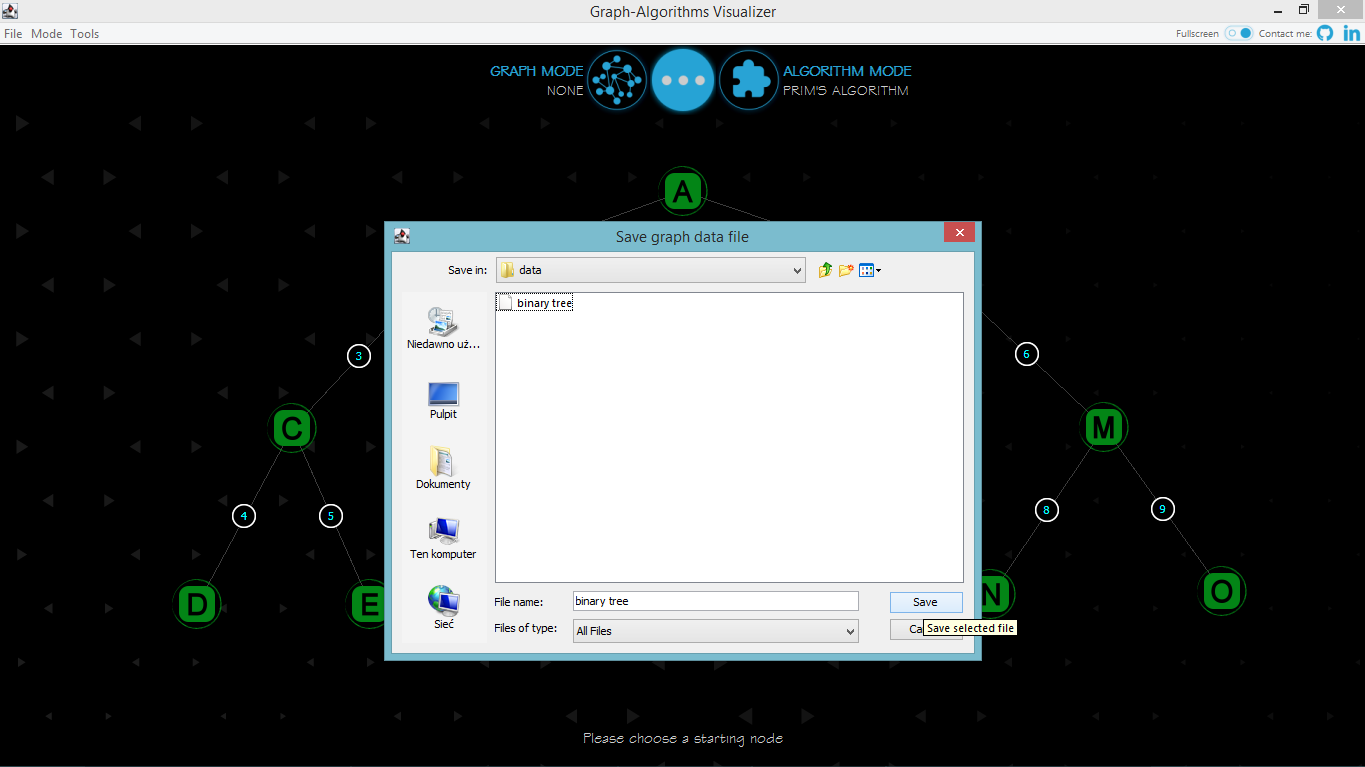 Graph-Algorithms Visualizer
File Mode Tools
Fullscreen Contact me:
GRAPH MODE
NONE
ALGORITHM MODE
PRIM'S ALGORITHM
A
Save graph data file
Save in: data
binary tree
Niedawno uż...
Pulpit
Dokumenty
Ten komputer
Sieć
File name: binary tree
Save
Files of type: All Files
Save selected file
3
6
C
M
4
5
8
9
D
E
N
O
Please choose a starting node